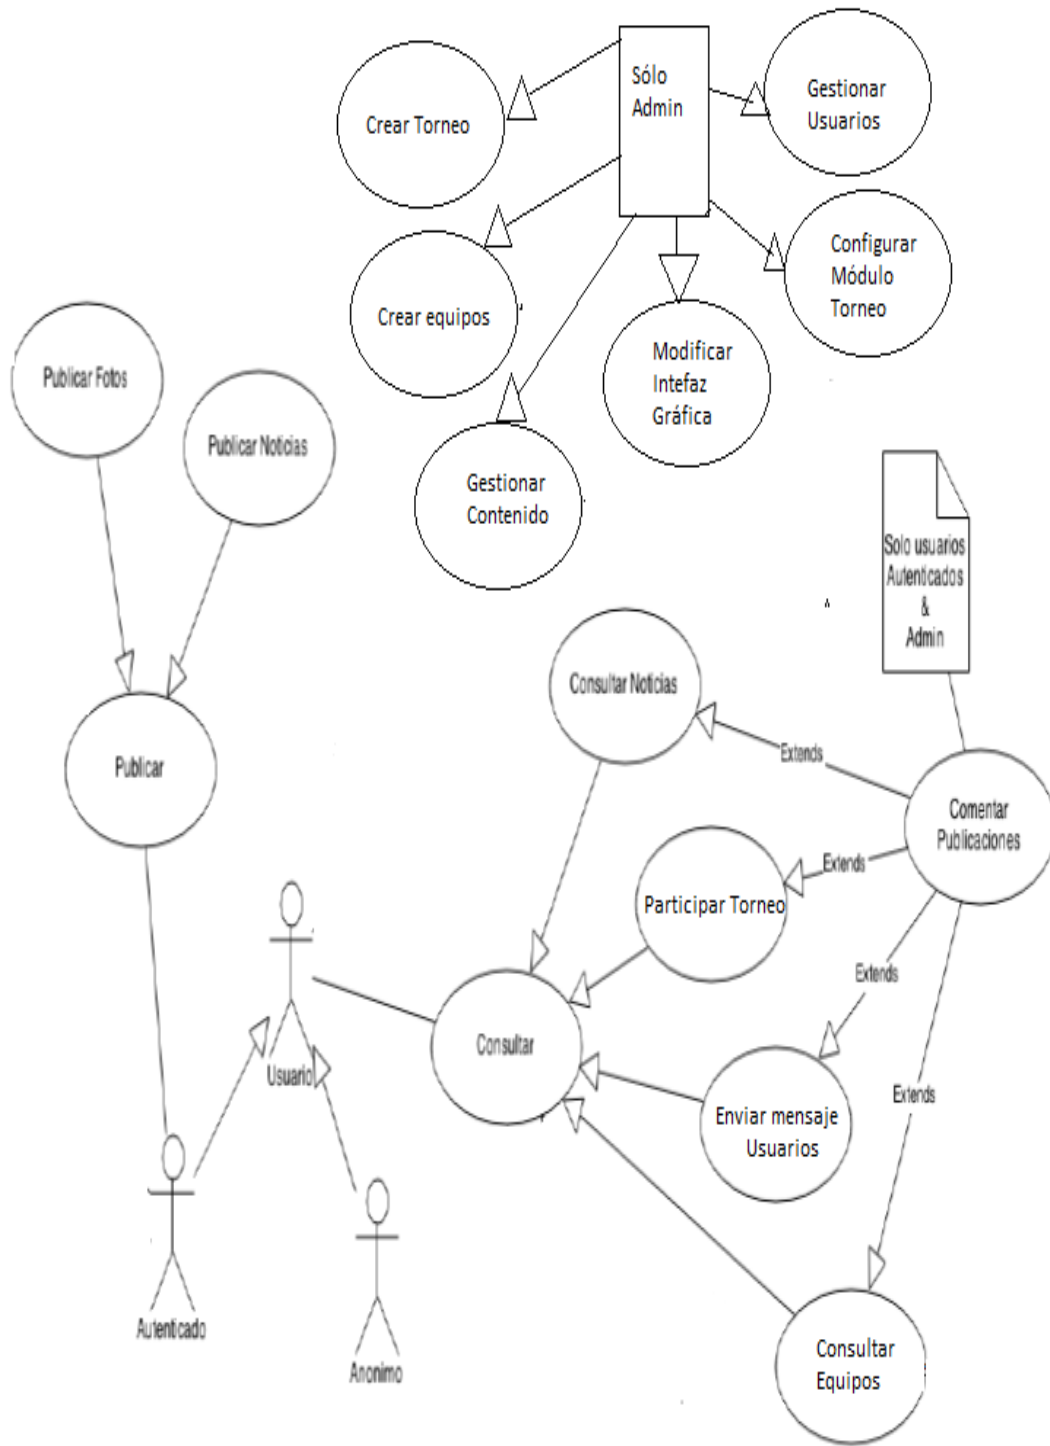 Sólo
Admin
Gestionar
Usuarios
Crear Torneo
Configurar
Módulo
Torneo
Crear equipos
Modificar
Intefaz
Gráfica
Publicar Fotos
Publicar Noticias
Gestionar
Contenido
Solo usuarios
Autenticados
&
Admin
Consultar Noticias
Extends
Publicar
Comentar
Publicaciones
Extends
Participar Torneo
Extends
Consultar
Usuario
Extends
Enviar mensaje
Usuarios
Autenticado
Anonimo
Consultar
Equipos